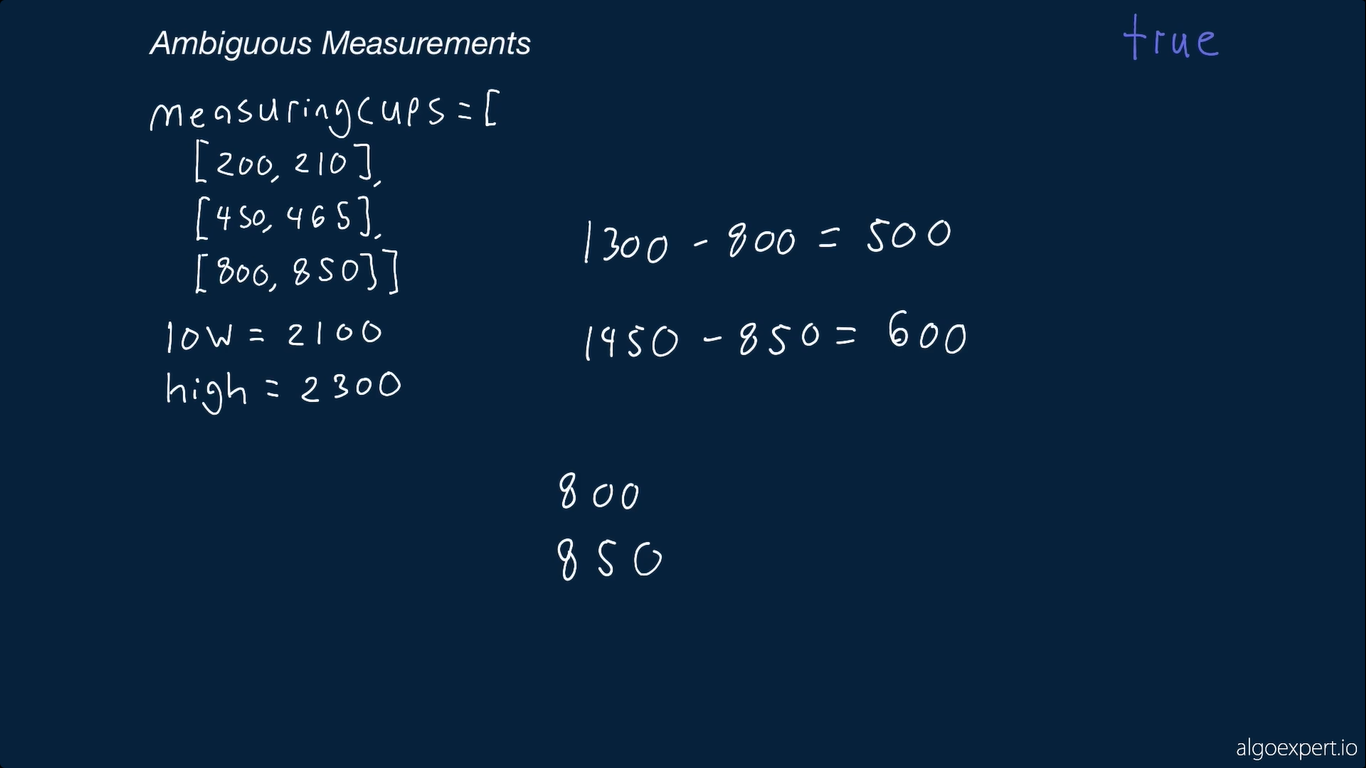 Ambiguous Measurements
true
measuringcups=[
[200, 210],
[450, 465],
[800, 850}]
low = 2100
high = 2300
1300 - 800 = 500
1450 - 850 = 600
800
850
algoexpert.io